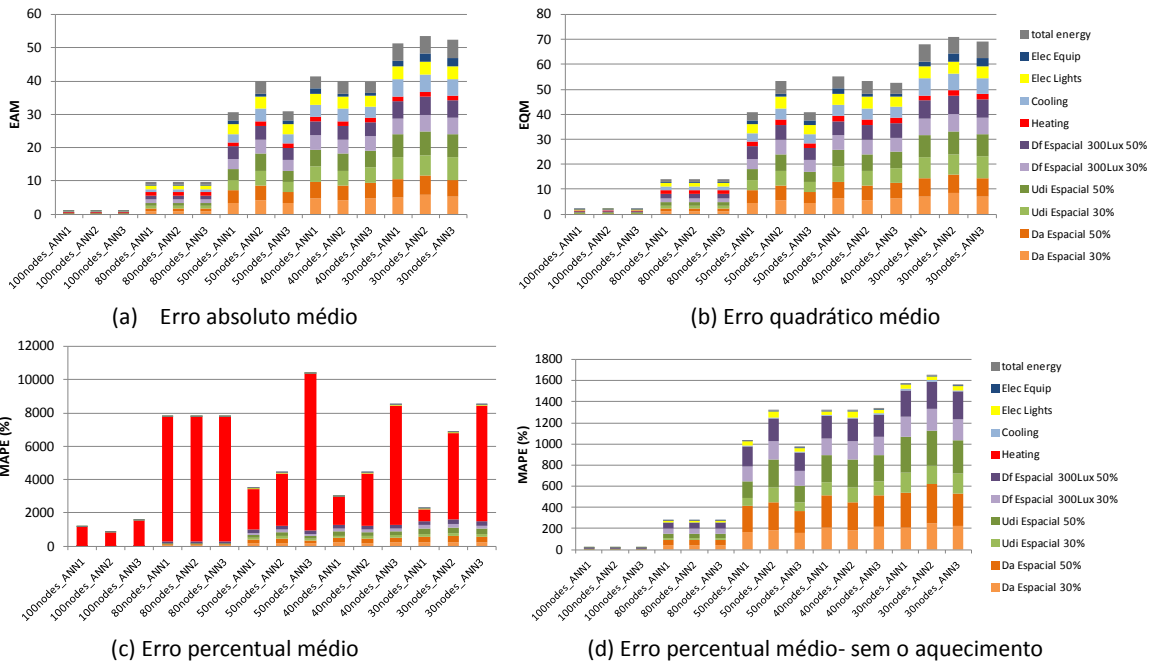 60
50
40
30
20
10
0
EAM
100nodes_ANN1
100nodes_ANN2
100nodes_ANN3
80nodes_ANN1
80nodes_ANN2
80nodes_ANN3
50nodes_ANN1
50nodes_ANN2
50nodes_ANN3
40nodes_ANN1
40nodes_ANN2
40nodes_ANN3
30nodes_ANN1
30nodes_ANN2
30nodes_ANN3
(a) Erro absoluto médio
80
70
60
50
40
30
20
10
0
EQM
100nodes_ANN1
100nodes_ANN2
100nodes_ANN3
80nodes_ANN1
80nodes_ANN2
80nodes_ANN3
50nodes_ANN1
50nodes_ANN2
50nodes_ANN3
40nodes_ANN1
40nodes_ANN2
40nodes_ANN3
30nodes_ANN1
30nodes_ANN2
30nodes_ANN3
total energy
Elec Equip
Elec Lights
Cooling
Heating
Df Espacial 300Lux 50%
Df Espacial 300Lux 30%
Udi Espacial 50%
Udi Espacial 30%
Da Espacial 50%
Da Espacial 30%
(b) Erro quadrático médio
12000
10000
8000
6000
4000
2000
0
MAPE (%)
100nodes_ANN1
100nodes_ANN2
100nodes_ANN3
80nodes_ANN1
80nodes_ANN2
80nodes_ANN3
50nodes_ANN1
50nodes_ANN2
50nodes_ANN3
40nodes_ANN1
40nodes_ANN2
40nodes_ANN3
30nodes_ANN1
30nodes_ANN2
30nodes_ANN3
(c) Erro percentual médio
1800
1600
1400
1200
1000
800
600
400
200
0
MAPE (%)
100nodes_ANN1
100nodes_ANN2
100nodes_ANN3
80nodes_ANN1
80nodes_ANN2
80nodes_ANN3
50nodes_ANN1
50nodes_ANN2
50nodes_ANN3
40nodes_ANN1
40nodes_ANN2
40nodes_ANN3
30nodes_ANN1
30nodes_ANN2
30nodes_ANN3
total energy
Elec Equip
Elec Lights
Cooling
Heating
Df Espacial 300Lux 50%
Df Espacial 300Lux 30%
Udi Espacial 50%
Udi Espacial 30%
Da Espacial 50%
Da Espacial 30%
(d) Erro percentual médio- sem o aquecimento